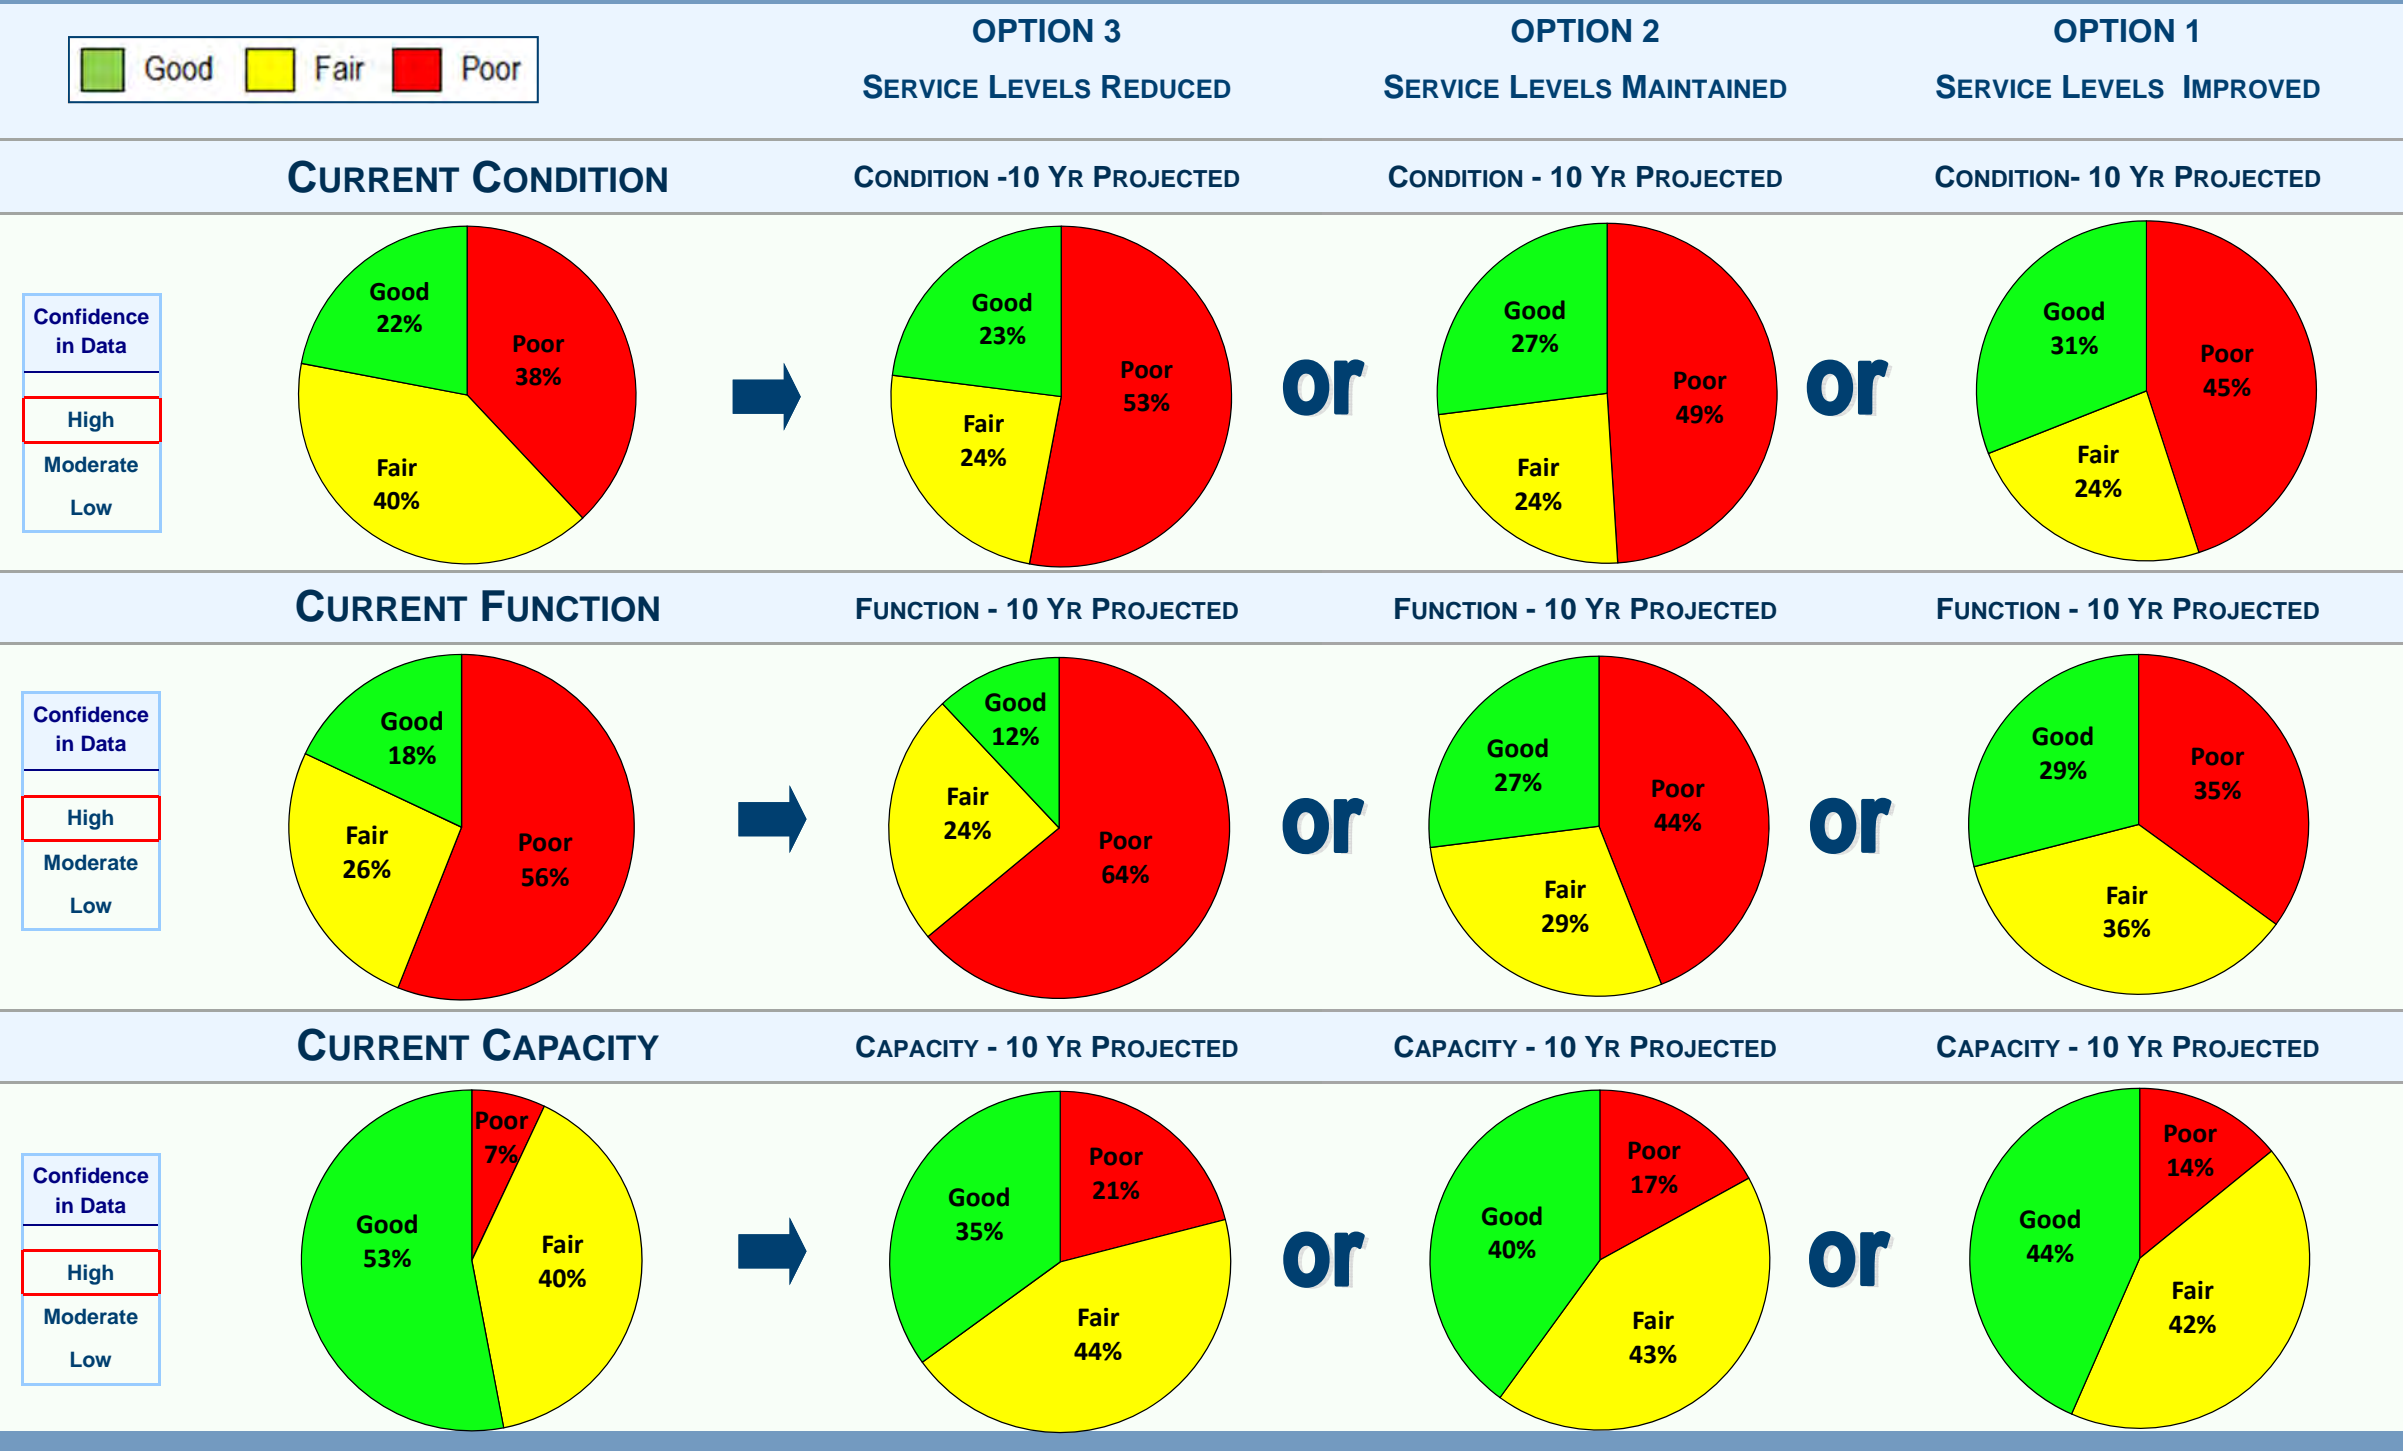 Good Fair Poor
OPTION 3
SERVICE LEVELS REDUCED
OPTION 2
SERVICE LEVELS MAINTAINED
OPTION 1
SERVICE LEVELS IMPROVED
CURRENT CONDITION
CONDITION -10 YR PROJECTED
CONDITION - 10 YR PROJECTED
CONDITION- 10 YR PROJECTED
Confidence
in Data
High
Moderate
Low
Good
22%
Poor
38%
Fair
40%
Good
23%
Poor
53%
Fair
24%
or
Good
27%
Poor
49%
Fair
24%
or
Good
31%
Poor
45%
Fair
24%
CURRENT FUNCTION
FUNCTION - 10 YR PROJECTED
FUNCTION - 10 YR PROJECTED
FUNCTION - 10 YR PROJECTED
Confidence
in Data
High
Moderate
Low
Good
18%
Fair
26%
Poor
56%
Good
12%
Fair
24%
Poor
64%
or
Good
27%
Poor
44%
Fair
29%
or
Good
29%
Poor
35%
Fair
36%
CURRENT CAPACITY
CAPACITY - 10 YR PROJECTED
CAPACITY - 10 YR PROJECTED
CAPACITY - 10 YR PROJECTED
Confidence
in Data
High
Moderate
Low
Poor
7%
Good
53%
Fair
40%
Poor
21%
Good
35%
Fair
44%
or
Poor
17%
Good
40%
Fair
43%
or
Poor
14%
Good
44%
Fair
42%